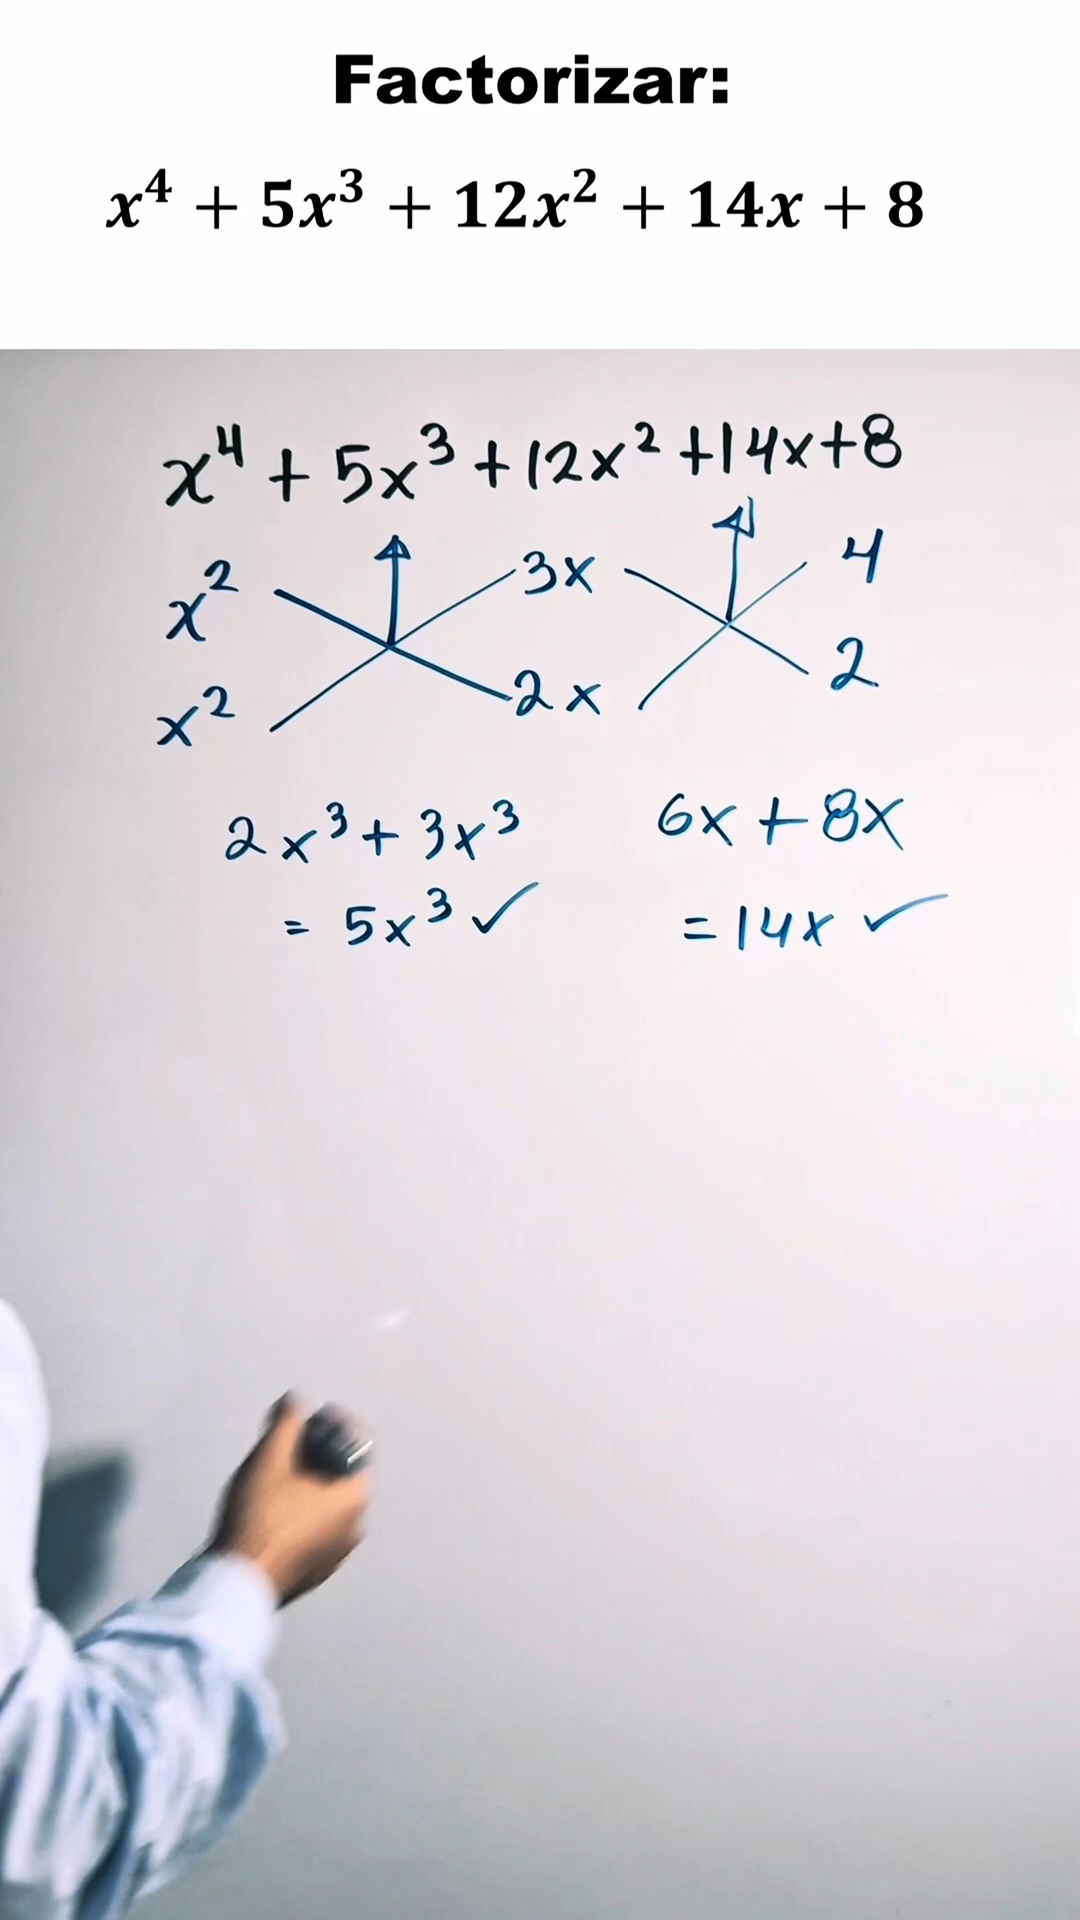 Factorizar:
x⁴ + 5x³ + 12x² + 14x + 8
x⁴ + 5x³ + 12x² + 14x + 8
x² 3x 4
x² 2x 2
2x³ + 3x³ 6x + 8x
= 5x³ ✓ = 14x ✓